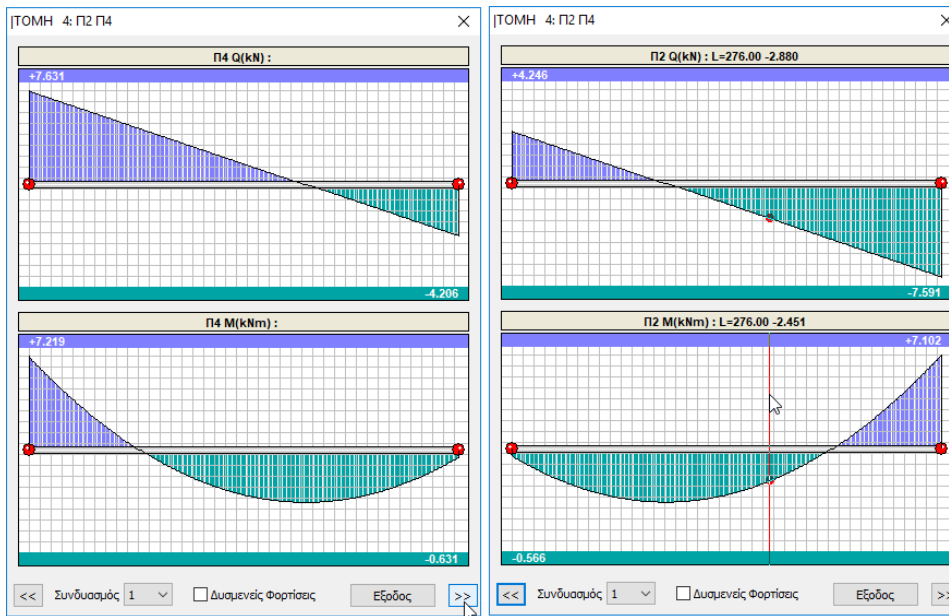 |ΤΟΜΗ 4: Π2 Π4
Π4 Q(kN) :
+7.631
-4.206
Π4 M(kNm) :
+7.219
-0.631
<< Συνδυασμός 1 Δυσμενείς Φορτίσεις Εξοδος >>
|ΤΟΜΗ 4: Π2 Π4
Π2 Q(kN) : L=276.00 -2.880
+4.246
-7.591
Π2 M(kNm) : L=276.00 -2.451
+7.102
-0.566
<< Συνδυασμός 1 Δυσμενείς Φορτίσεις Εξοδος >>